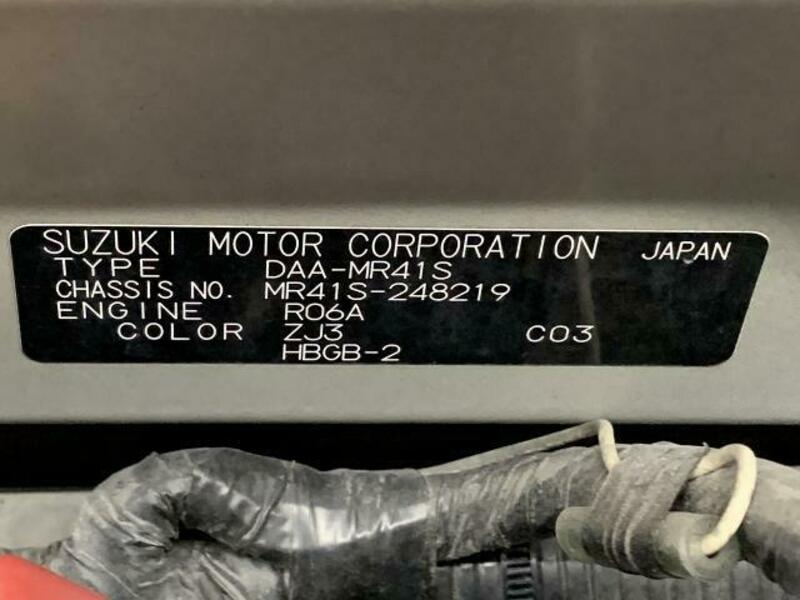 SUZUKI MOTOR CORPORATION JAPAN
TYPE DAA-MR41S
CHASSIS NO. MR41S-248219
ENGINE R06A
COLOR ZJ3 C03
HBGB-2